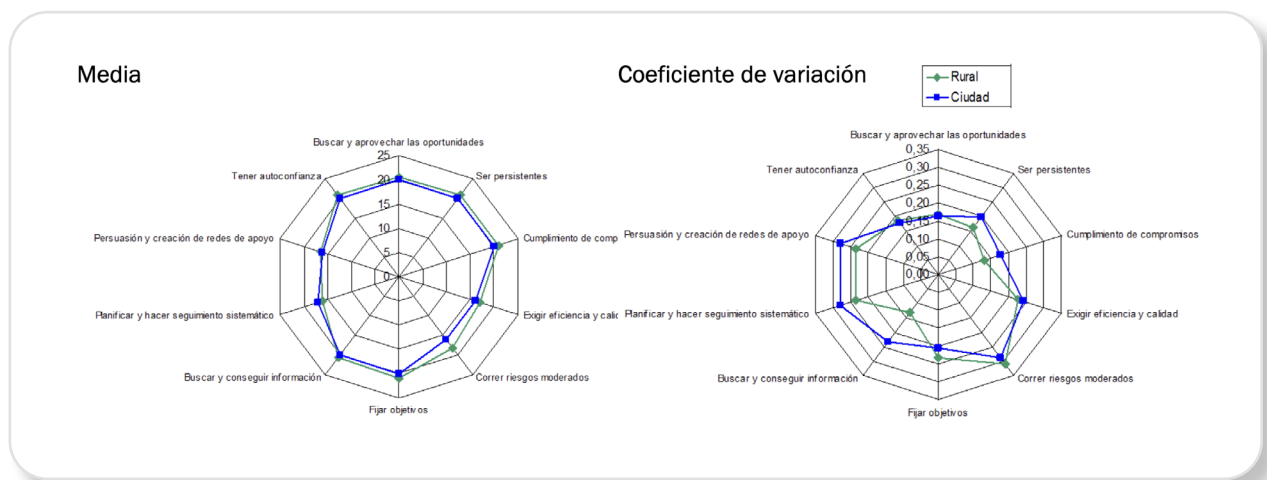 Media
Coeficiente de variación
Rural
Ciudad
Buscar y aprovechar las oportunidades
25
20
15
10
5
0
Ser persistentes
Cumplimiento de comp
Exigir eficiencia y calic
Correr riesgos moderados
Fijar objetivos
Buscar y conseguir información
Planificar y hacer seguimiento sistemático
Persuasión y creación de redes de apoyo
Tener autoconfianza
Buscar y aprovechar las oportunidades
0,35
0,30
0,25
0,20
0,15
0,10
0,05
0,00
Ser persistentes
Cumplimiento de compromisos
Exigir eficiencia y calidad
Correr riesgos moderados
Fijar objetivos
Buscar y conseguir información
Planificar y hacer seguimiento sistemático
Persuasión y creación de redes de apoyo
Tener autoconfianza